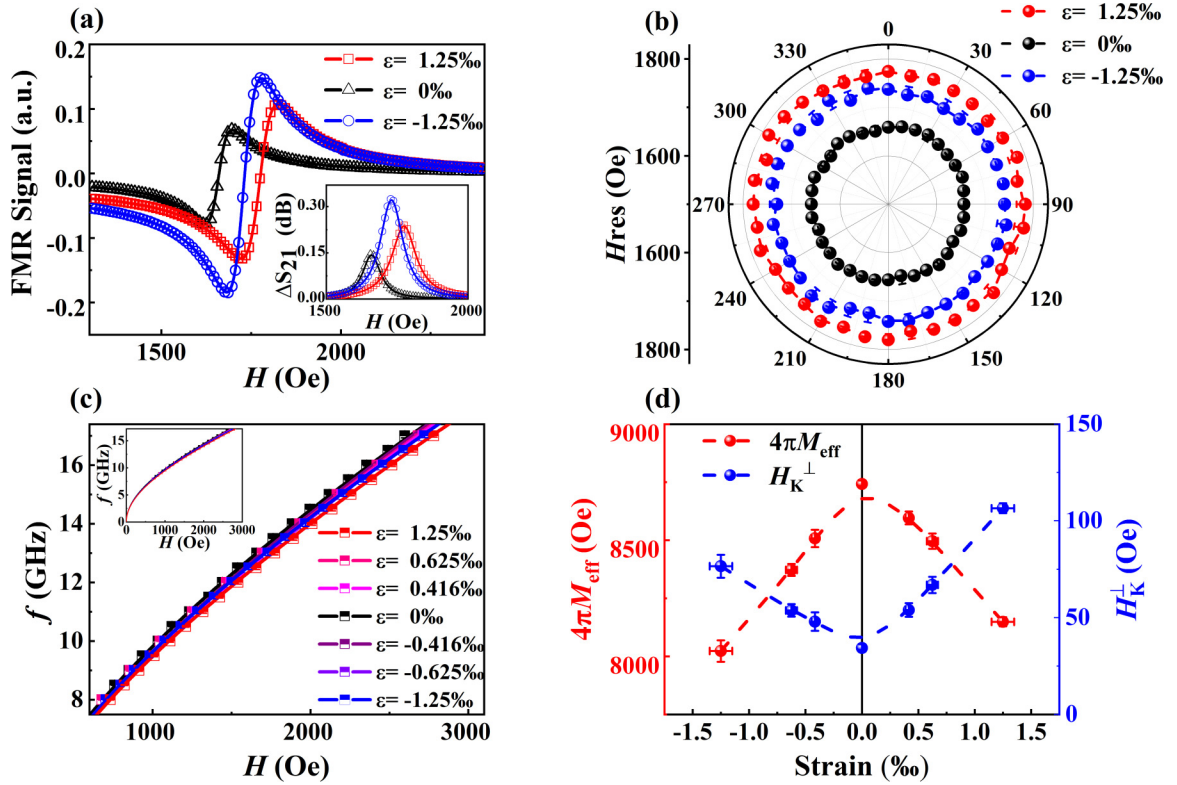 (a)
FMR Signal (a.u.)
0.2
0.1
0.0
-0.1
-0.2
ε= 1.25‰
ε= 0‰
ε= -1.25‰
ΔS21 (dB)
0.30
0.15
0.00
1500 2000
H (Oe)
1500 2000
H (Oe)
(b)
ε= 1.25‰
ε= 0‰
ε= -1.25‰
Hres (Oe)
1800
1600
1600
1800
0
30
60
90
120
150
180
210
240
270
300
330
(c)
f (GHz)
16
14
12
10
8
f (GHz)
15
10
5
0
0 1000 2000 3000
H (Oe)
ε= 1.25‰
ε= 0.625‰
ε= 0.416‰
ε= 0‰
ε= -0.416‰
ε= -0.625‰
ε= -1.25‰
1000 2000 3000
H (Oe)
(d)
4πMeff
HK⊥
4πMeff (Oe)
9000
8500
8000
150
100
50
0
HK⊥ (Oe)
-1.5 -1.0 -0.5 0.0 0.5 1.0 1.5
Strain (‰)